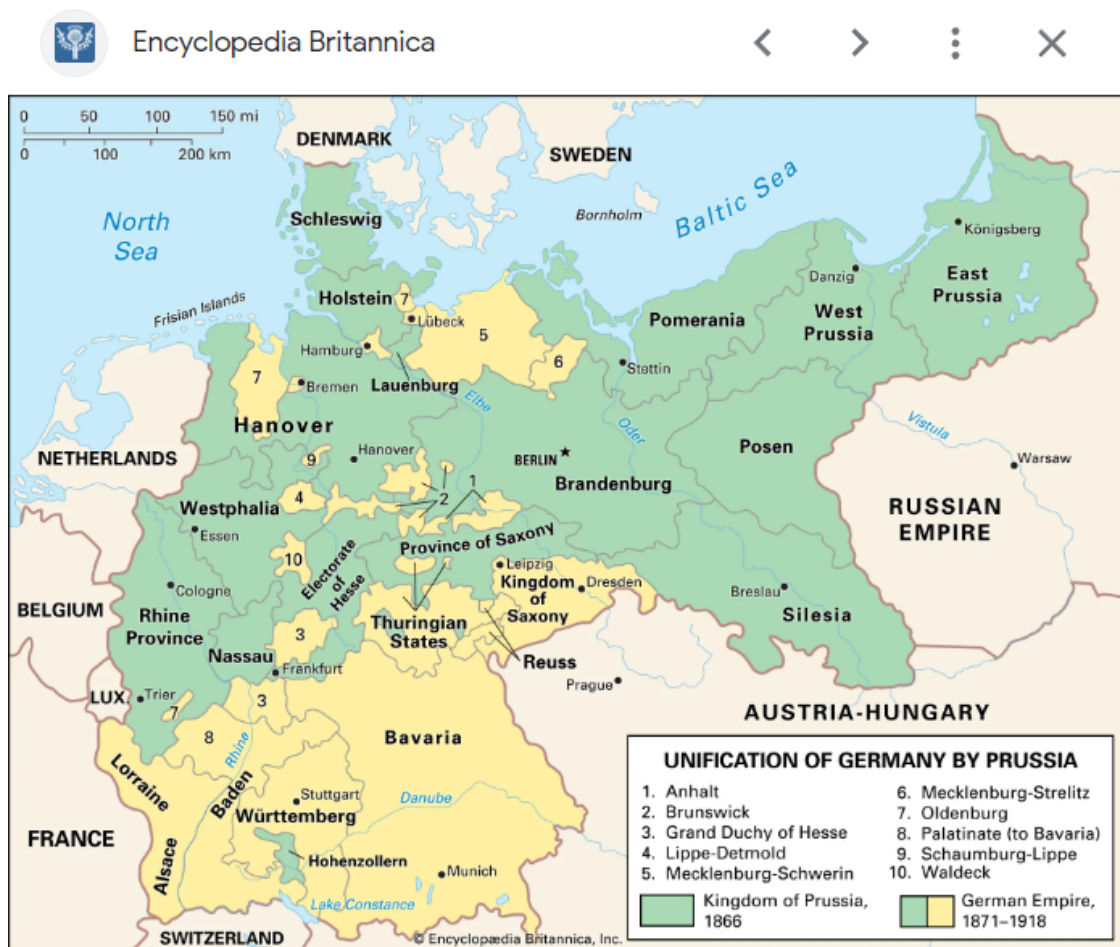 Encyclopedia Britannica
0 50 100 150 mi
0 100 200 km
DENMARK
SWEDEN
North
Sea
Baltic Sea
Bornholm
Schleswig
Königsberg
East
Prussia
Danzig
West
Prussia
Frisian Islands
Holstein
7
Lübeck
5
Pomerania
Hamburg
6
Stettin
7
Bremen
Lauenburg
Elbe
Oder
Vistula
Hanover
NETHERLANDS
9
Hanover
BERLIN
Posen
Warsaw
Brandenburg
1
2
4
Westphalia
RUSSIAN
EMPIRE
Essen
Province of Saxony
10
Electorate
of
Hesse
Leipzig
Kingdom
of
Saxony
Dresden
Cologne
Breslau
BELGIUM
Rhine
Province
3
Thuringian
States
Silesia
Nassau
Frankfurt
Reuss
Prague
LUX.
Trier
7
3
AUSTRIA-HUNGARY
8
Rhine
Bavaria
Lorraine
Baden
Stuttgart
Württemberg
Danube
FRANCE
Alsace
Hohenzollern
Munich
Lake Constance
SWITZERLAND
© Encyclopædia Britannica, Inc.
UNIFICATION OF GERMANY BY PRUSSIA
1. Anhalt
2. Brunswick
3. Grand Duchy of Hesse
4. Lippe-Detmold
5. Mecklenburg-Schwerin
6. Mecklenburg-Strelitz
7. Oldenburg
8. Palatinate (to Bavaria)
9. Schaumburg-Lippe
10. Waldeck
Kingdom of Prussia,
1866
German Empire,
1871–1918